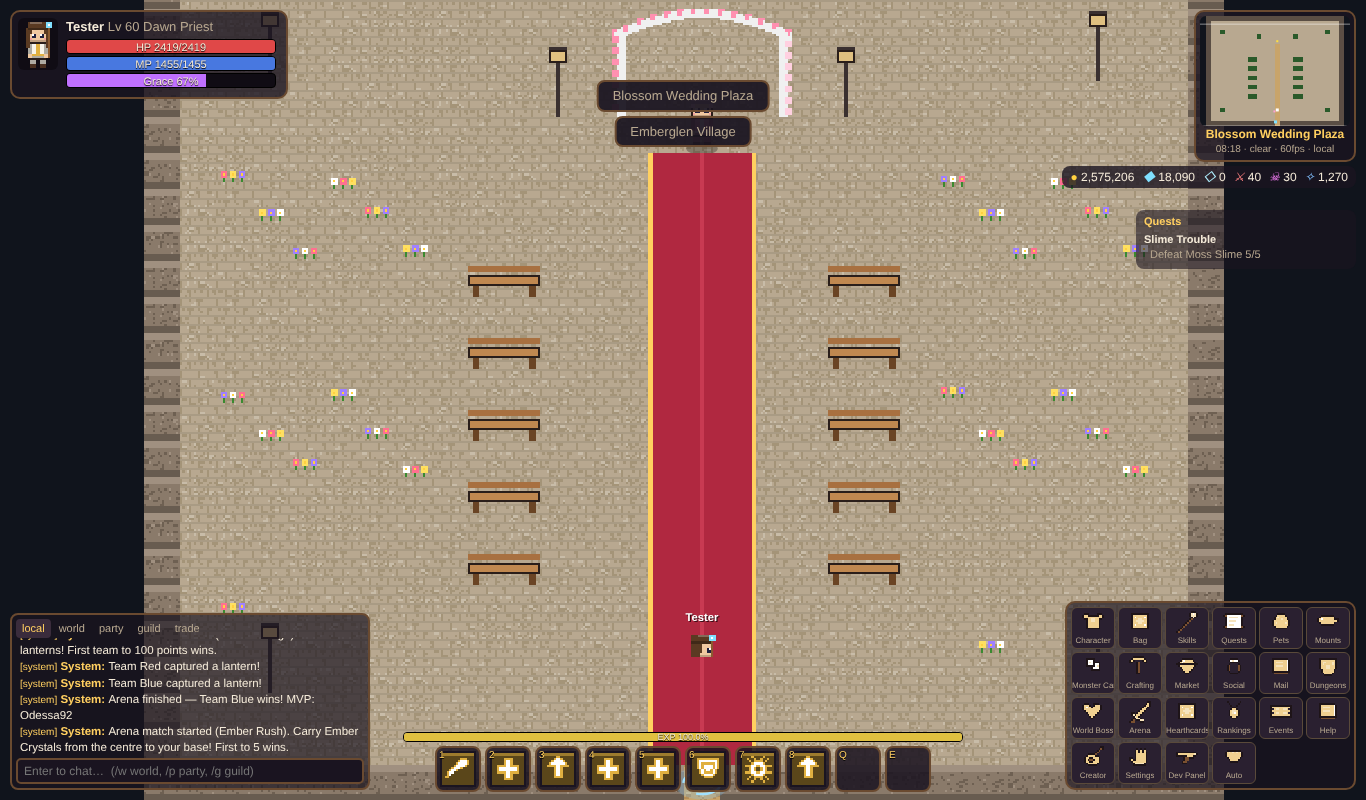 Tester Lv 60 Dawn Priest
HP 2419/2419
MP 1455/1455
Grace 67%
Blossom Wedding Plaza
Emberglen Village
Blossom Wedding Plaza
08:18 · clear · 60fps · local
2,575,206 18,090 0 40 30 1,270
Quests
Slime Trouble
Defeat Moss Slime 5/5
Tester
local world party guild trade
lanterns! First team to 100 points wins.
[system] System: Team Red captured a lantern!
[system] System: Team Blue captured a lantern!
[system] System: Arena finished — Team Blue wins! MVP:
Odessa92
[system] System: Arena match started (Ember Rush). Carry Ember
Crystals from the centre to your base! First to 5 wins.
Enter to chat… (/w world, /p party, /g guild)
EXP 100.0%
1 2 3 4 5 6 7 8 Q E
Character Bag Skills Quests Pets Mounts
Monster Ca Crafting Market Social Mail Dungeons
World Boss Arena Heartcards Rankings Events Help
Creator Settings Dev Panel Auto